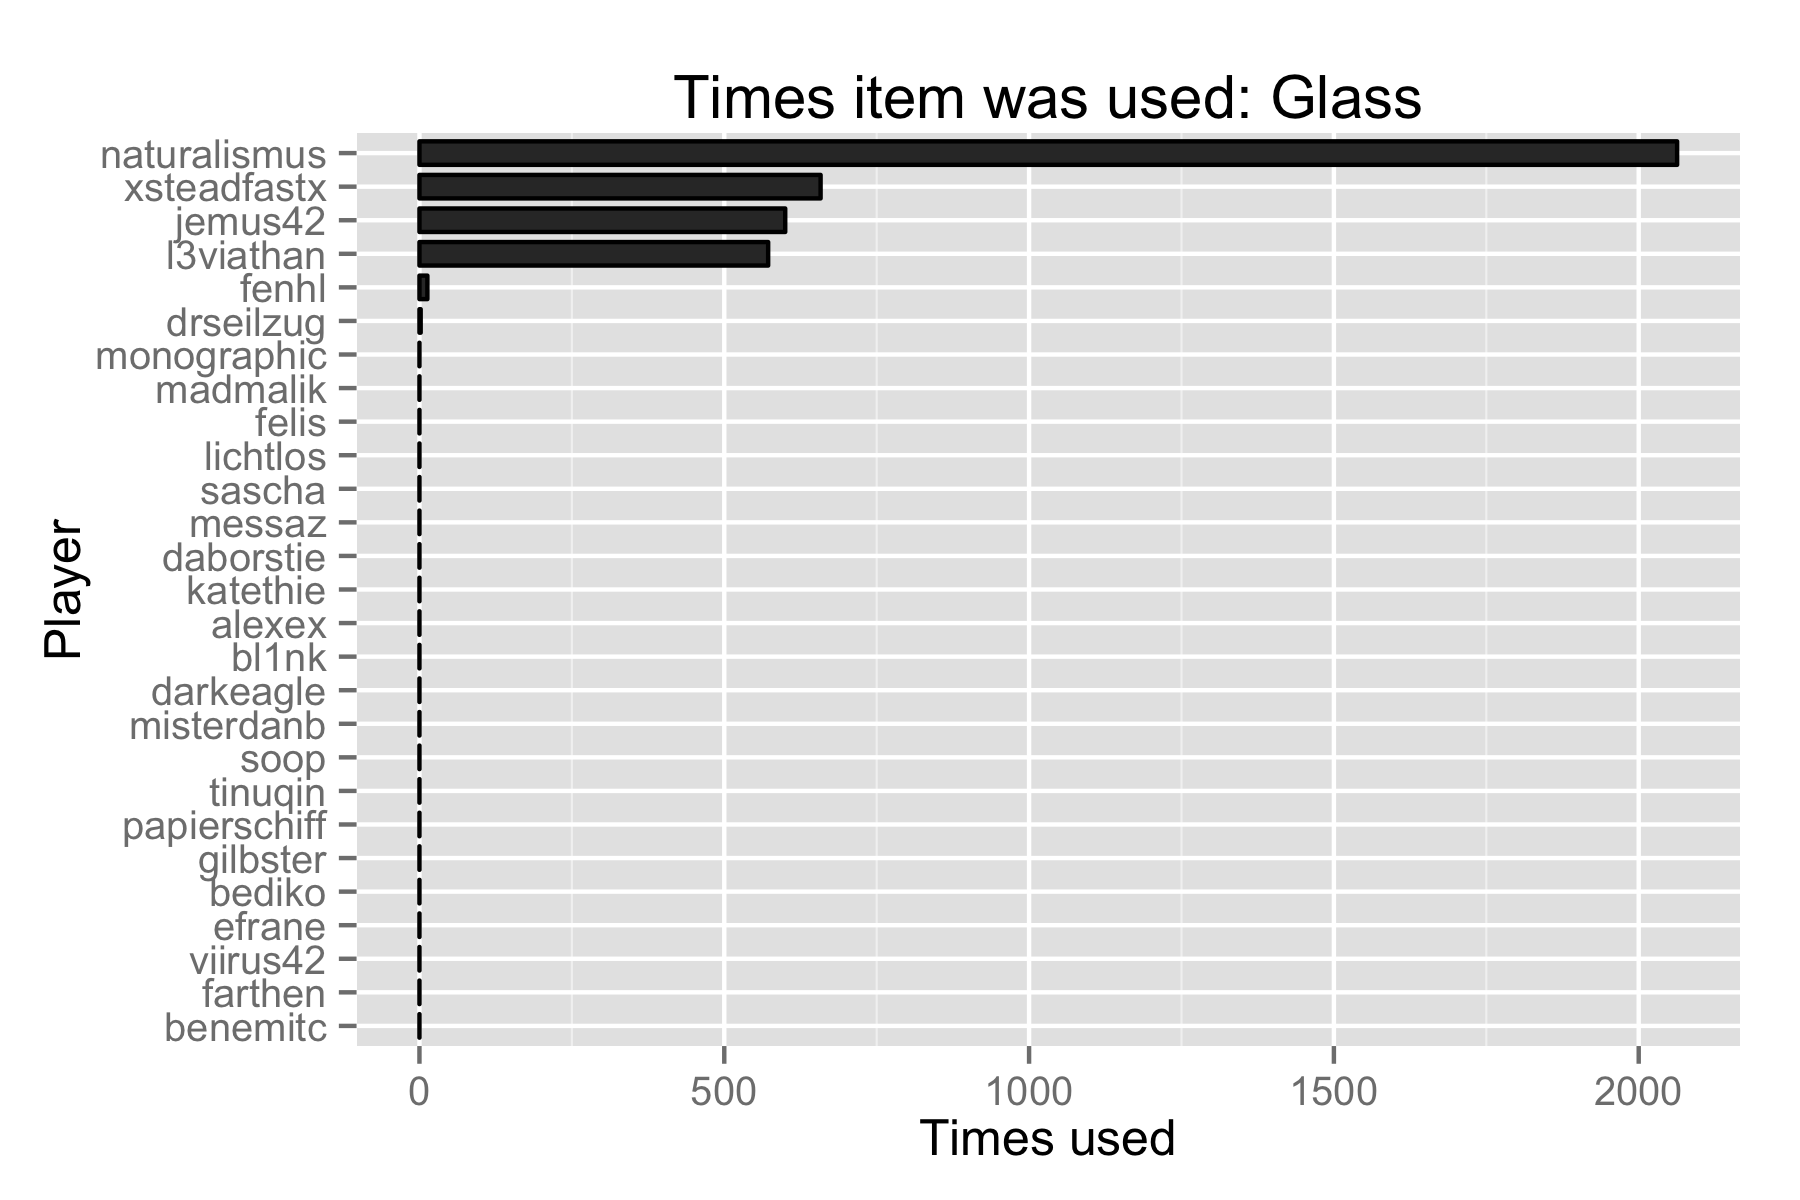 Times item was used: Glass
naturalismus
xsteadfastx
jemus42
l3viathan
fenhl
drseilzug
monographic
madmalik
felis
lichtlos
sascha
messaz
daborstie
katethie
alexex
bl1nk
darkeagle
misterdanb
soop
tinuqin
papierschiff
gilbster
bediko
efrane
viirus42
farthen
benemitc
Player
0 500 1000 1500 2000
Times used